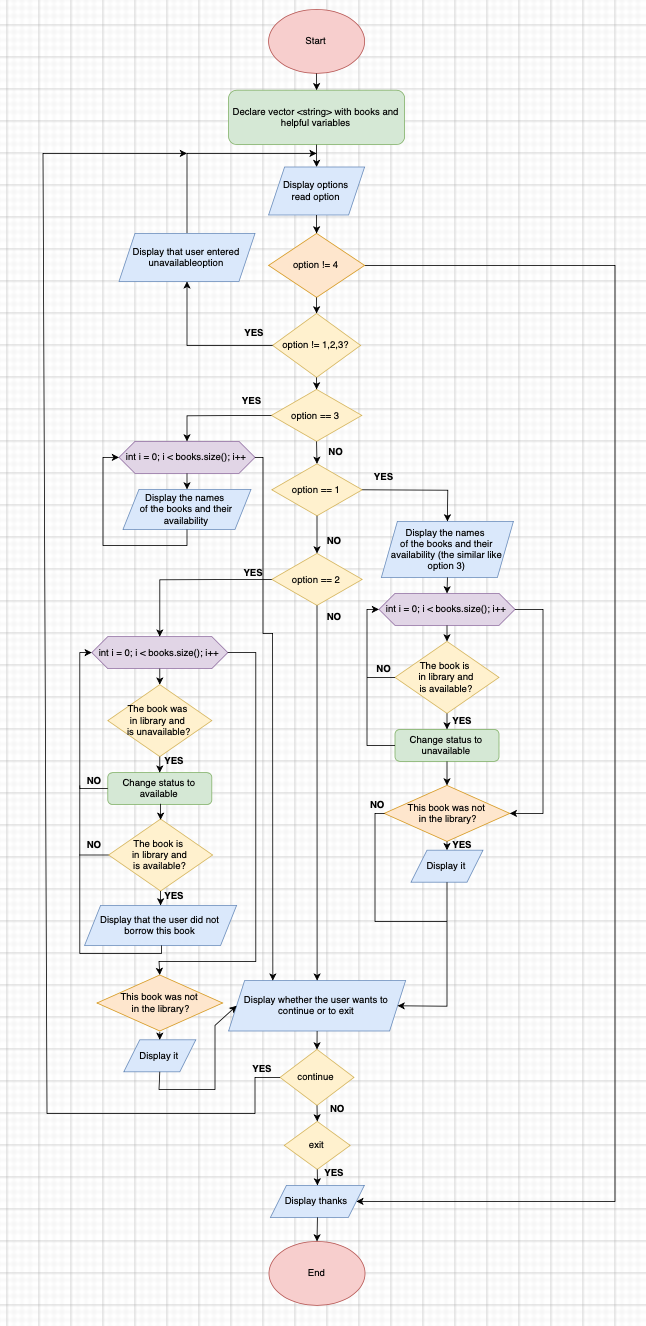 Start
Declare vector <string> with books and
helpful variables
Display options
read option
Display that user entered
unavailableoption
option != 4
YES
option != 1,2,3?
YES
option == 3
NO
int i = 0; i < books.size(); i++
option == 1
YES
Display the names
of the books and their
availability
NO
Display the names
of the books and their
availability (the similar like
option 3)
YES
option == 2
NO
int i = 0; i < books.size(); i++
int i = 0; i < books.size(); i++
NO
The book is
in library and
is available?
YES
The book was
in library and
is unavailable?
YES
Change status to
unavailable
NO
Change status to
available
NO
This book was not
in the library?
YES
NO
The book is
in library and
is available?
YES
Display it
Display that the user did not
borrow this book
This book was not
in the library?
Display whether the user wants to
continue or to exit
Display it
YES
continue
NO
exit
YES
Display thanks
End